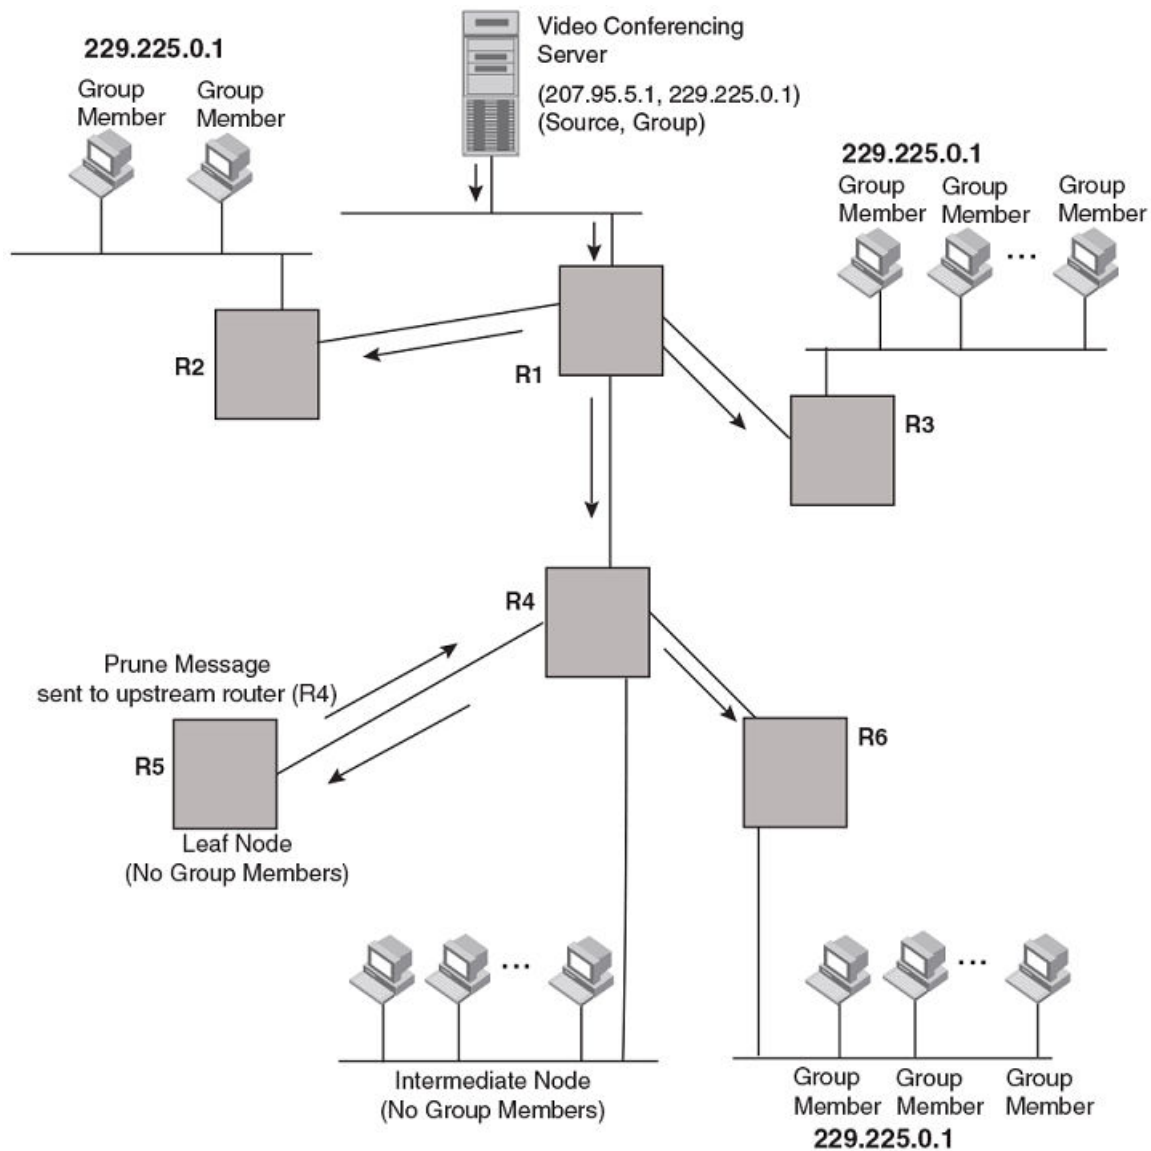 229.225.0.1
Group
Member
Group
Member
Video Conferencing
Server
(207.95.5.1, 229.225.0.1)
(Source, Group)
229.225.0.1
Group
Member
Group
Member
...
Group
Member
R2
R1
R3
R4
Prune Message
sent to upstream router (R4)
R5
Leaf Node
(No Group Members)
R6
...
Intermediate Node
(No Group Members)
...
Group
Member
Group
Member
Group
Member
229.225.0.1